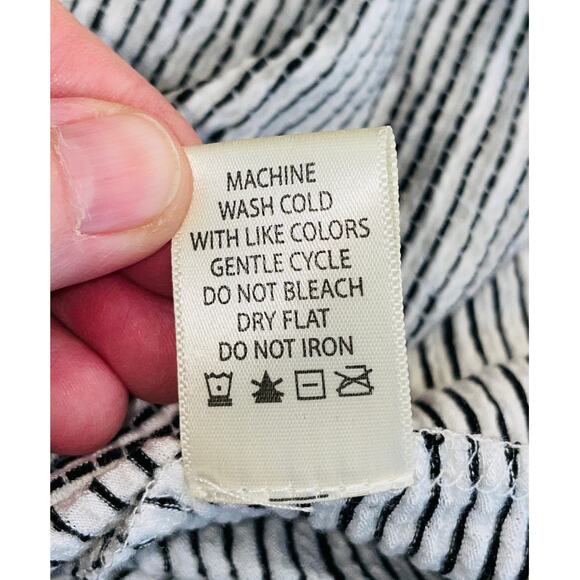 MACHINE
WASH COLD
WITH LIKE COLORS
GENTLE CYCLE
DO NOT BLEACH
DRY FLAT
DO NOT IRON